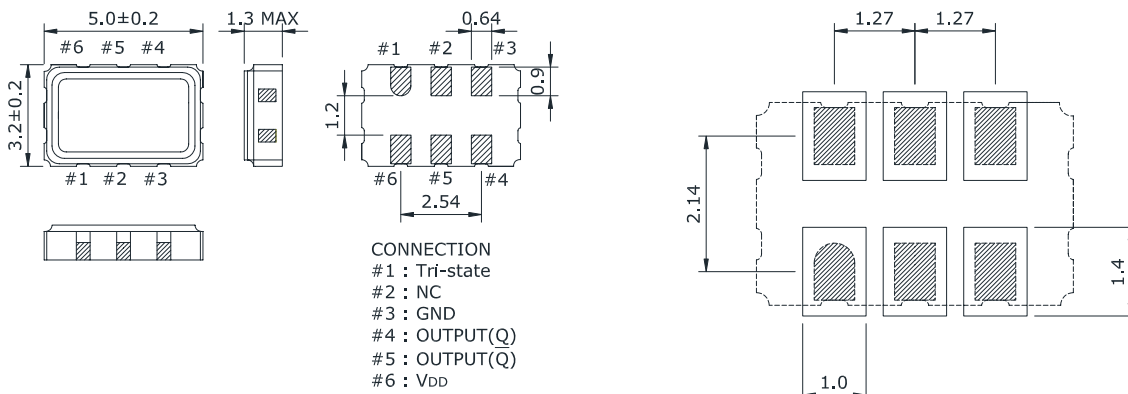 5.0±0.2
1.3 MAX
0.64
1.27 1.27
#6 #5 #4
#1 #2 #3
3.2±0.2
1.2
0.9
2.14
#1 #2 #3
#6 #5 #4
2.54
1.4
CONNECTION
#1 : Tri-state
#2 : NC
#3 : GND
#4 : OUTPUT(Q)
#5 : OUTPUT(Q̅)
#6 : VDD
1.0